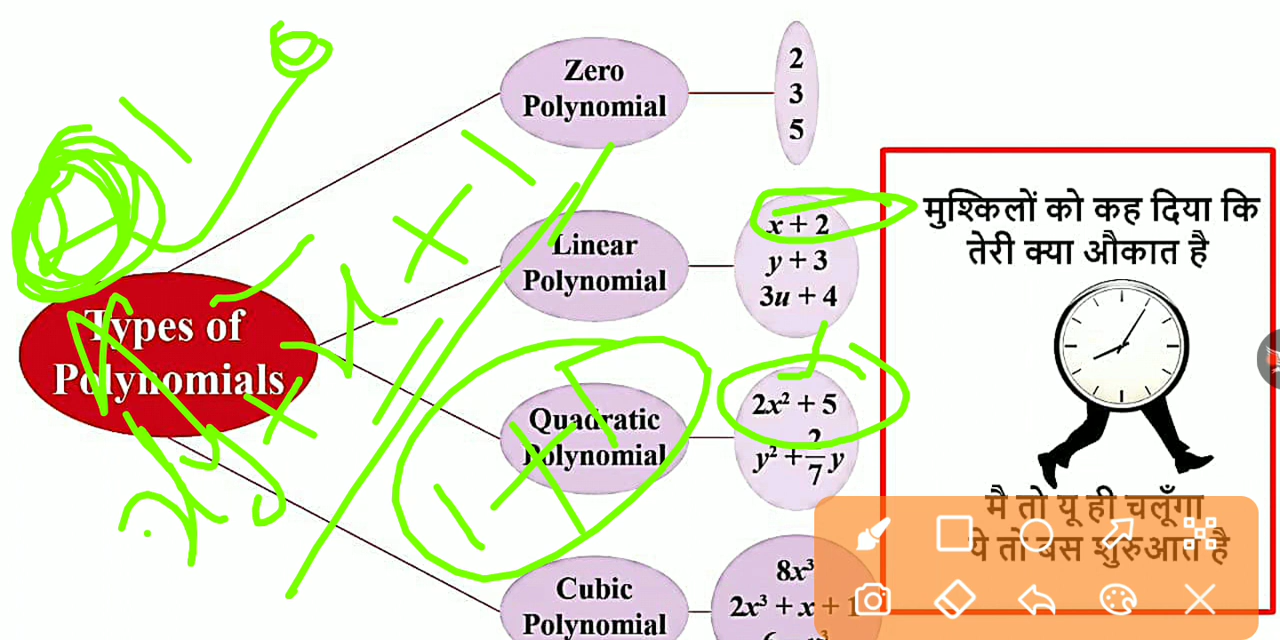 Types of
Polynomials
Zero
Polynomial
2
3
5
Linear
Polynomial
x + 2
y + 3
3u + 4
Quadratic
Polynomial
2x² + 5
y² + 2/7 y
Cubic
Polynomial
8x³
2x³ + x + 1
मुश्किलों को कह दिया कि
तेरी क्या औकात है
मै तो यू ही चलूँगा
ये तो बस शुरुआत है